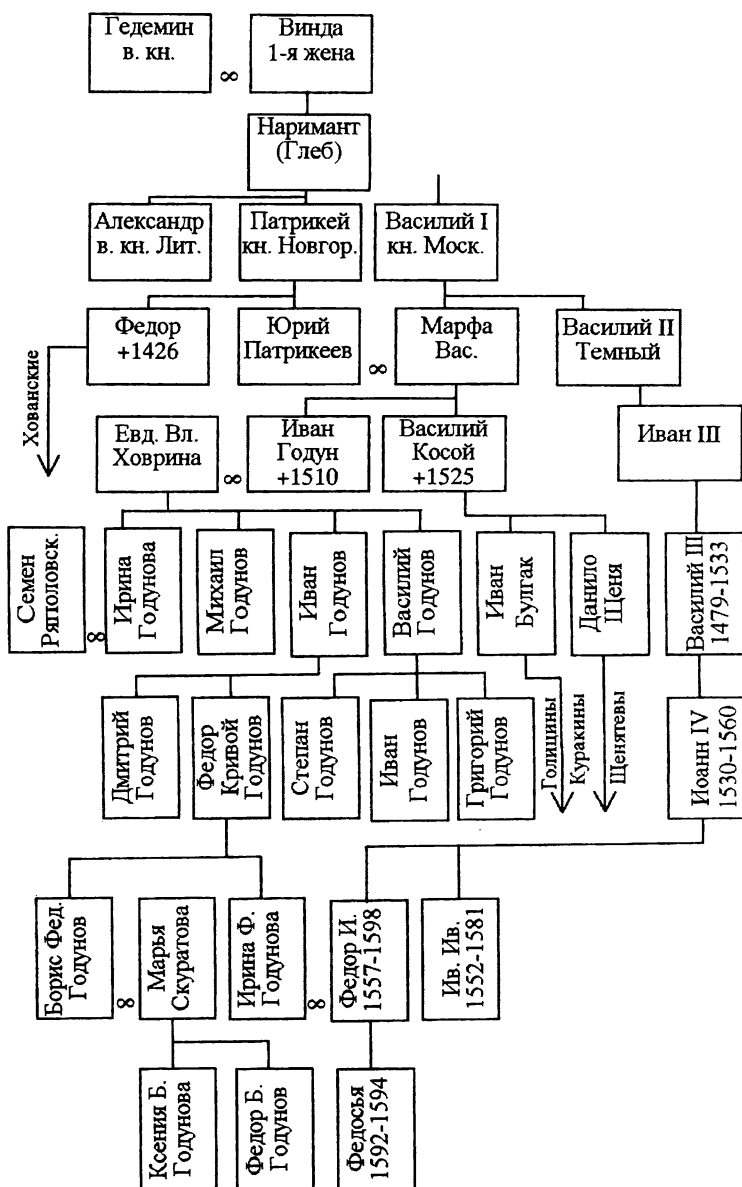 Гедемин
в. кн.
∞
Винда
1-я жена
Наримант
(Глеб)
Александр
в. кн. Лит.
Патрикей
кн. Новгор.
Василий I
кн. Моск.
Хованские
Федор
+1426
Юрий
Патрикеев
∞
Марфа
Вас.
Василий II
Темный
Евд. Вл.
Ховрина
∞
Иван
Годун
+1510
Василий
Косой
+1525
Иван III
Семен
Ряполовск.
∞
Ирина
Годунова
Михаил
Годунов
Иван
Годунов
Василий
Годунов
Иван
Булгак
Данило
Щеня
Василий III
1479-1533
Дмитрий
Годунов
Федор
Кривой
Годунов
Степан
Годунов
Иван
Годунов
Григорий
Годунов
Голицины
Куракины
Щенятевы
Иоанн IV
1530-1560
Борис Фед.
Годунов
∞
Марья
Скуратова
Ирина Ф.
Годунова
∞
Федор И.
1557-1598
Ив. Ив.
1552-1581
Ксения Б.
Годунова
Федор Б.
Годунов
Федосья
1592-1594